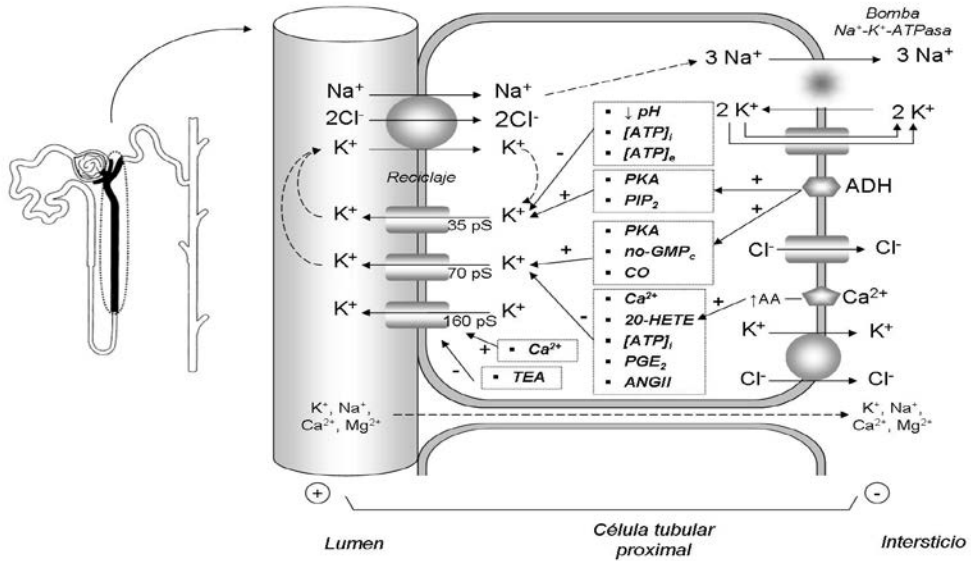 Bomba
Na⁺-K⁺-ATPasa
3 Na⁺ 3 Na⁺
Na⁺ Na⁺
2Cl⁻ 2Cl⁻
K⁺ K⁺
Reciclaje
2 K⁺ 2 K⁺
▪ ↓ pH
▪ [ATP]i
▪ [ATP]e
-
+
▪ PKA
▪ PIP₂
+
ADH
+
K⁺ 35 pS K⁺
▪ PKA
▪ no-GMPc
▪ CO
+
Cl⁻ Cl⁻
K⁺ 70 pS K⁺
▪ Ca²⁺
▪ 20-HETE
▪ [ATP]i
▪ PGE₂
▪ ANGII
-
+ ↑AA Ca²⁺
K⁺ 160 pS K⁺
K⁺ K⁺
+ ▪ Ca²⁺
- ▪ TEA
Cl⁻ Cl⁻
K⁺, Na⁺,
Ca²⁺, Mg²⁺
K⁺, Na⁺,
Ca²⁺, Mg²⁺
+ -
Lumen
Célula tubular
proximal
Intersticio